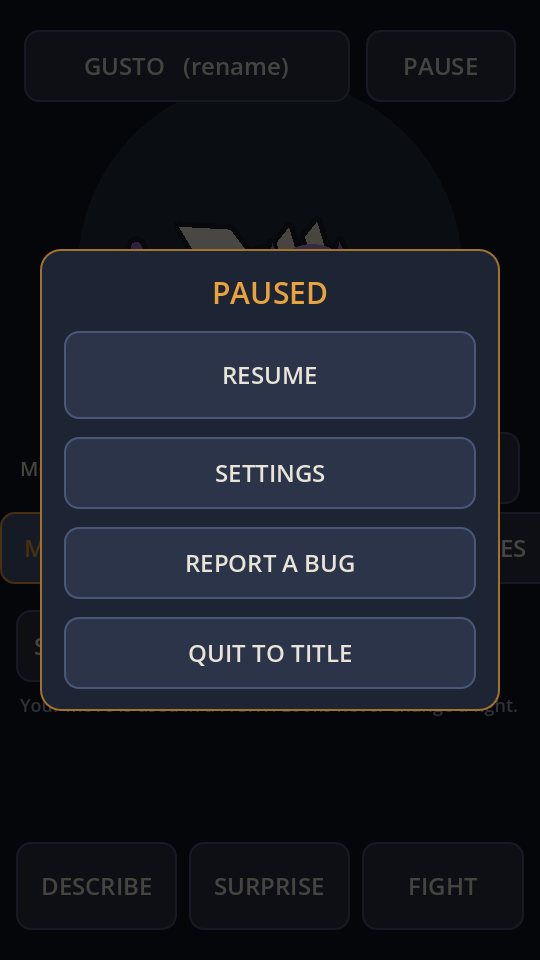 GUSTO (rename)
PAUSE
PAUSED
RESUME
SETTINGS
REPORT A BUG
QUIT TO TITLE
DESCRIBE
SURPRISE
FIGHT